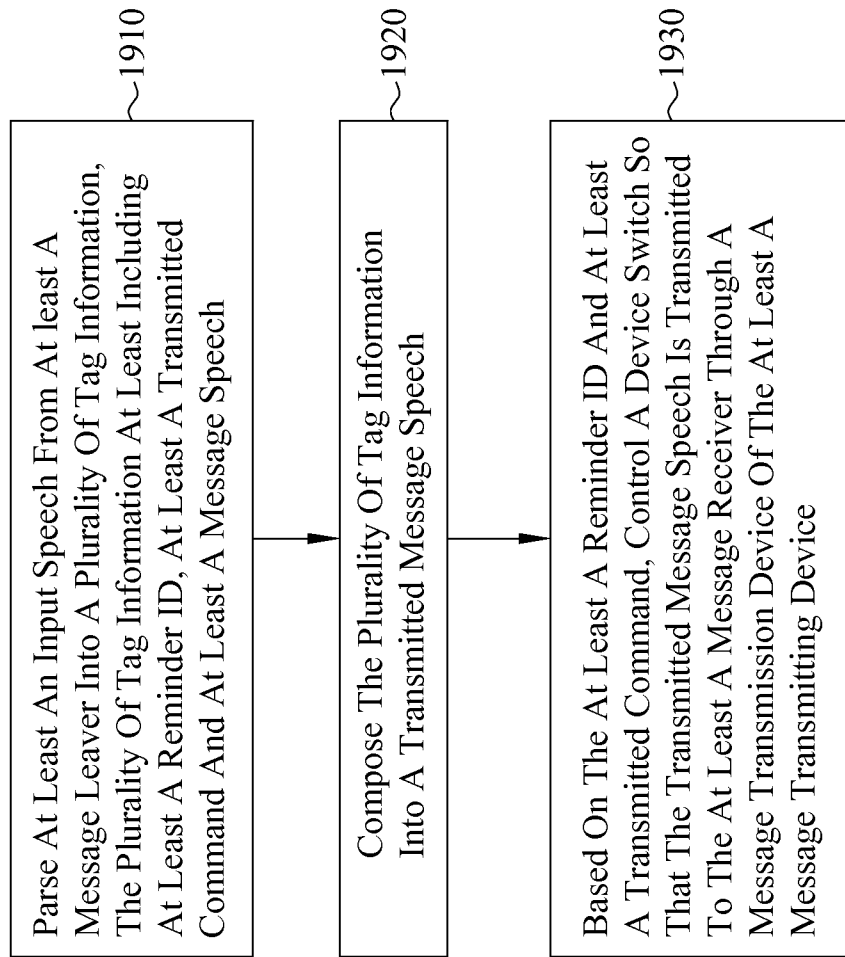 Parse At Least An Input Speech From At least A
Message Leaver Into A Plurality Of Tag Information,
The Plurality Of Tag Information At Least Including
At Least A Reminder ID, At Least A Transmitted
Command And At Least A Message Speech
1910
Compose The Plurality Of Tag Information
Into A Transmitted Message Speech
1920
Based On The At Least A Reminder ID And At Least
A Transmitted Command, Control A Device Switch So
That The Transmitted Message Speech Is Transmitted
To The At Least A Message Receiver Through A
Message Transmission Device Of The At Least A
Message Transmitting Device
1930